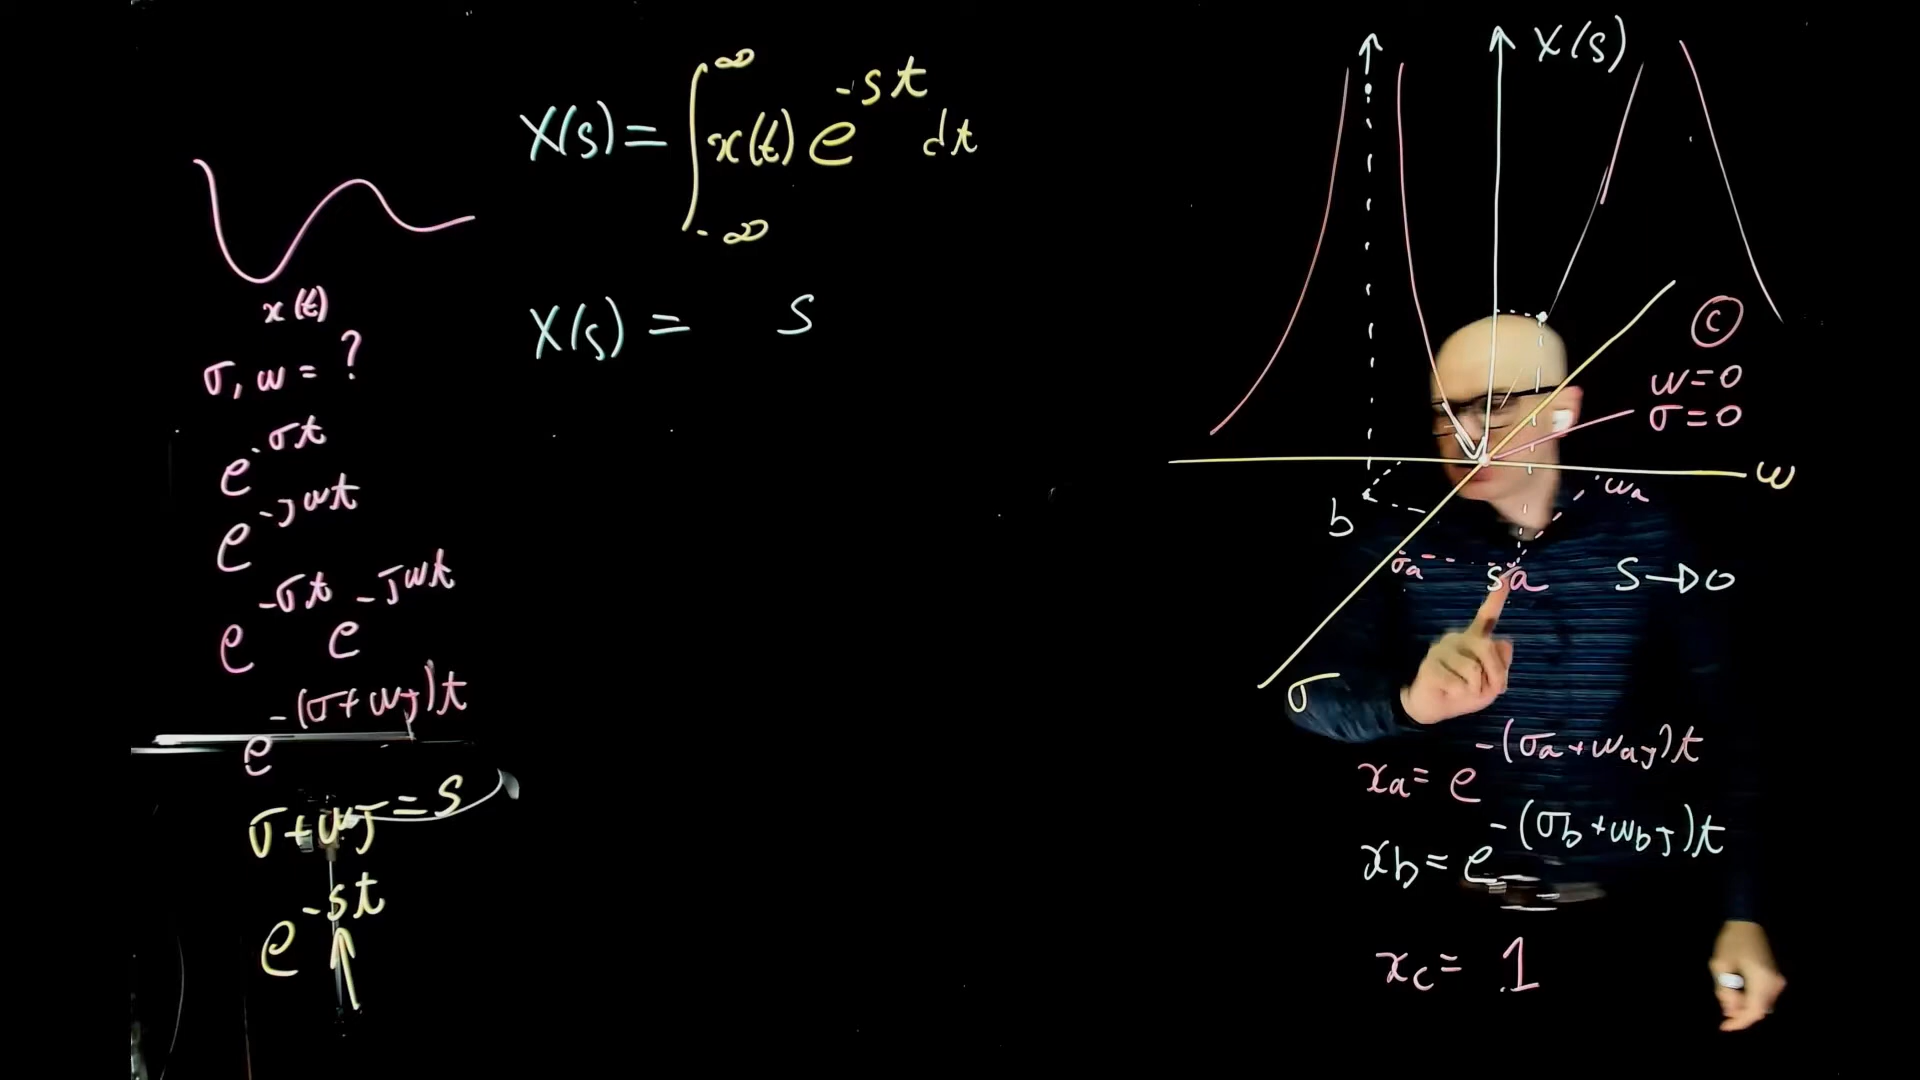 x(t)
σ, ω = ?
e^-σt
e^-jωt
e^-σt e^-jωt
e^-(σ+ωj)t
σ+ωj=s
e^-st
X(s)= ∫_-∞^∞ x(t) e^-st dt
X(s) = s
X(s)
c
ω=0
σ=0
ω
ωa
b
σa
sa
S→0
σ
xa= e^-(σa+ωaj)t
xb= e^-(σb+ωbj)t
xc= 1